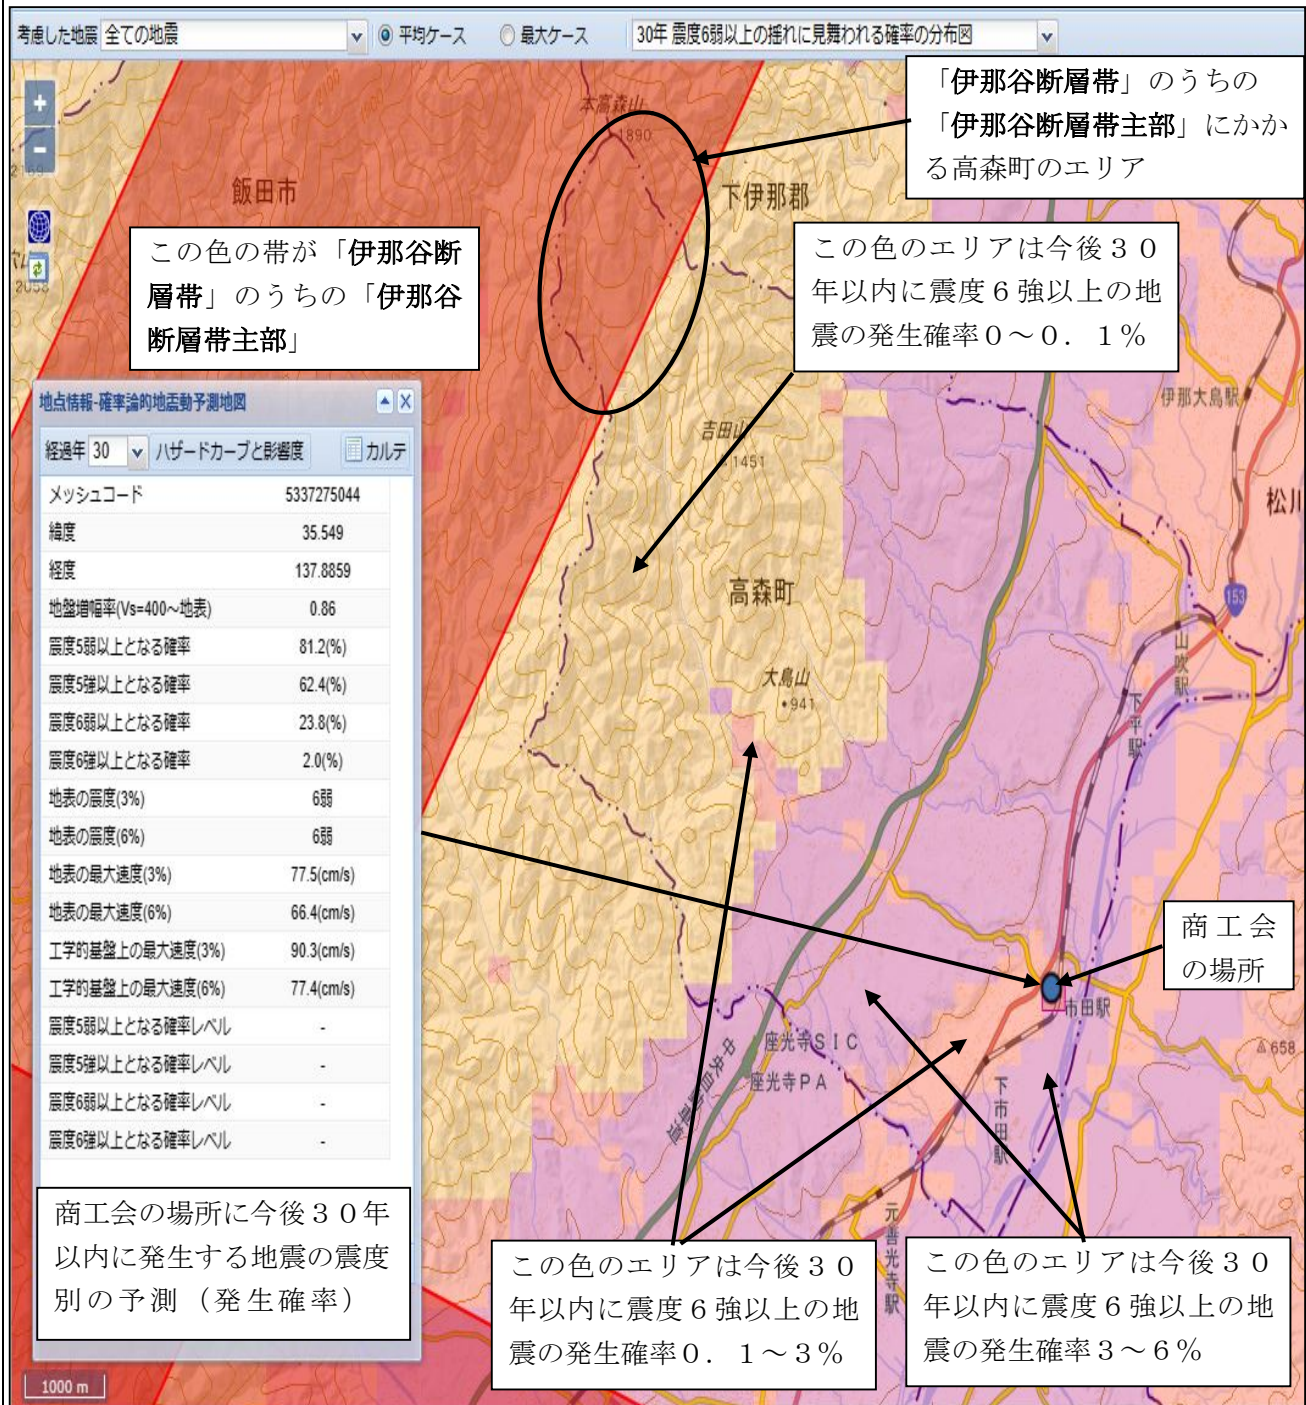 考慮した地震 全ての地震 平均ケース 最大ケース 30年 震度6弱以上の揺れに見舞われる確率の分布図
「伊那谷断層帯」のうちの
「伊那谷断層帯主部」にかか
る高森町のエリア
本高森山
1890
飯田市
下伊那郡
この色の帯が「伊那谷断
層帯」のうちの「伊那谷
断層帯主部」
この色のエリアは今後３０
年以内に震度６強以上の地
震の発生確率０～０．１％
伊那大島駅
吉田山
1451
松川
高森町
153
山吹駅
大島山
941
下平駅
地点情報-確率論的地震動予測地図
経過年 30 ハザードカーブと影響度 カルテ
メッシュコード 5337275044
緯度 35.549
経度 137.8859
地盤増幅率(Vs=400～地表) 0.86
震度5弱以上となる確率 81.2(%)
震度5強以上となる確率 62.4(%)
震度6弱以上となる確率 23.8(%)
震度6強以上となる確率 2.0(%)
地表の震度(3%) 6弱
地表の震度(6%) 6弱
地表の最大速度(3%) 77.5(cm/s)
地表の最大速度(6%) 66.4(cm/s)
工学的基盤上の最大速度(3%) 90.3(cm/s)
工学的基盤上の最大速度(6%) 77.4(cm/s)
震度5弱以上となる確率レベル -
震度5強以上となる確率レベル -
震度6弱以上となる確率レベル -
震度6強以上となる確率レベル -
商工会
の場所
市田駅
658
座光寺ＳＩＣ
座光寺ＰＡ
中央自動車道
下市田駅
元善光寺駅
商工会の場所に今後３０年
以内に発生する地震の震度
別の予測（発生確率）
この色のエリアは今後３０
年以内に震度６強以上の地
震の発生確率０．１～３％
この色のエリアは今後３０
年以内に震度６強以上の地
震の発生確率３～６％
1000 m